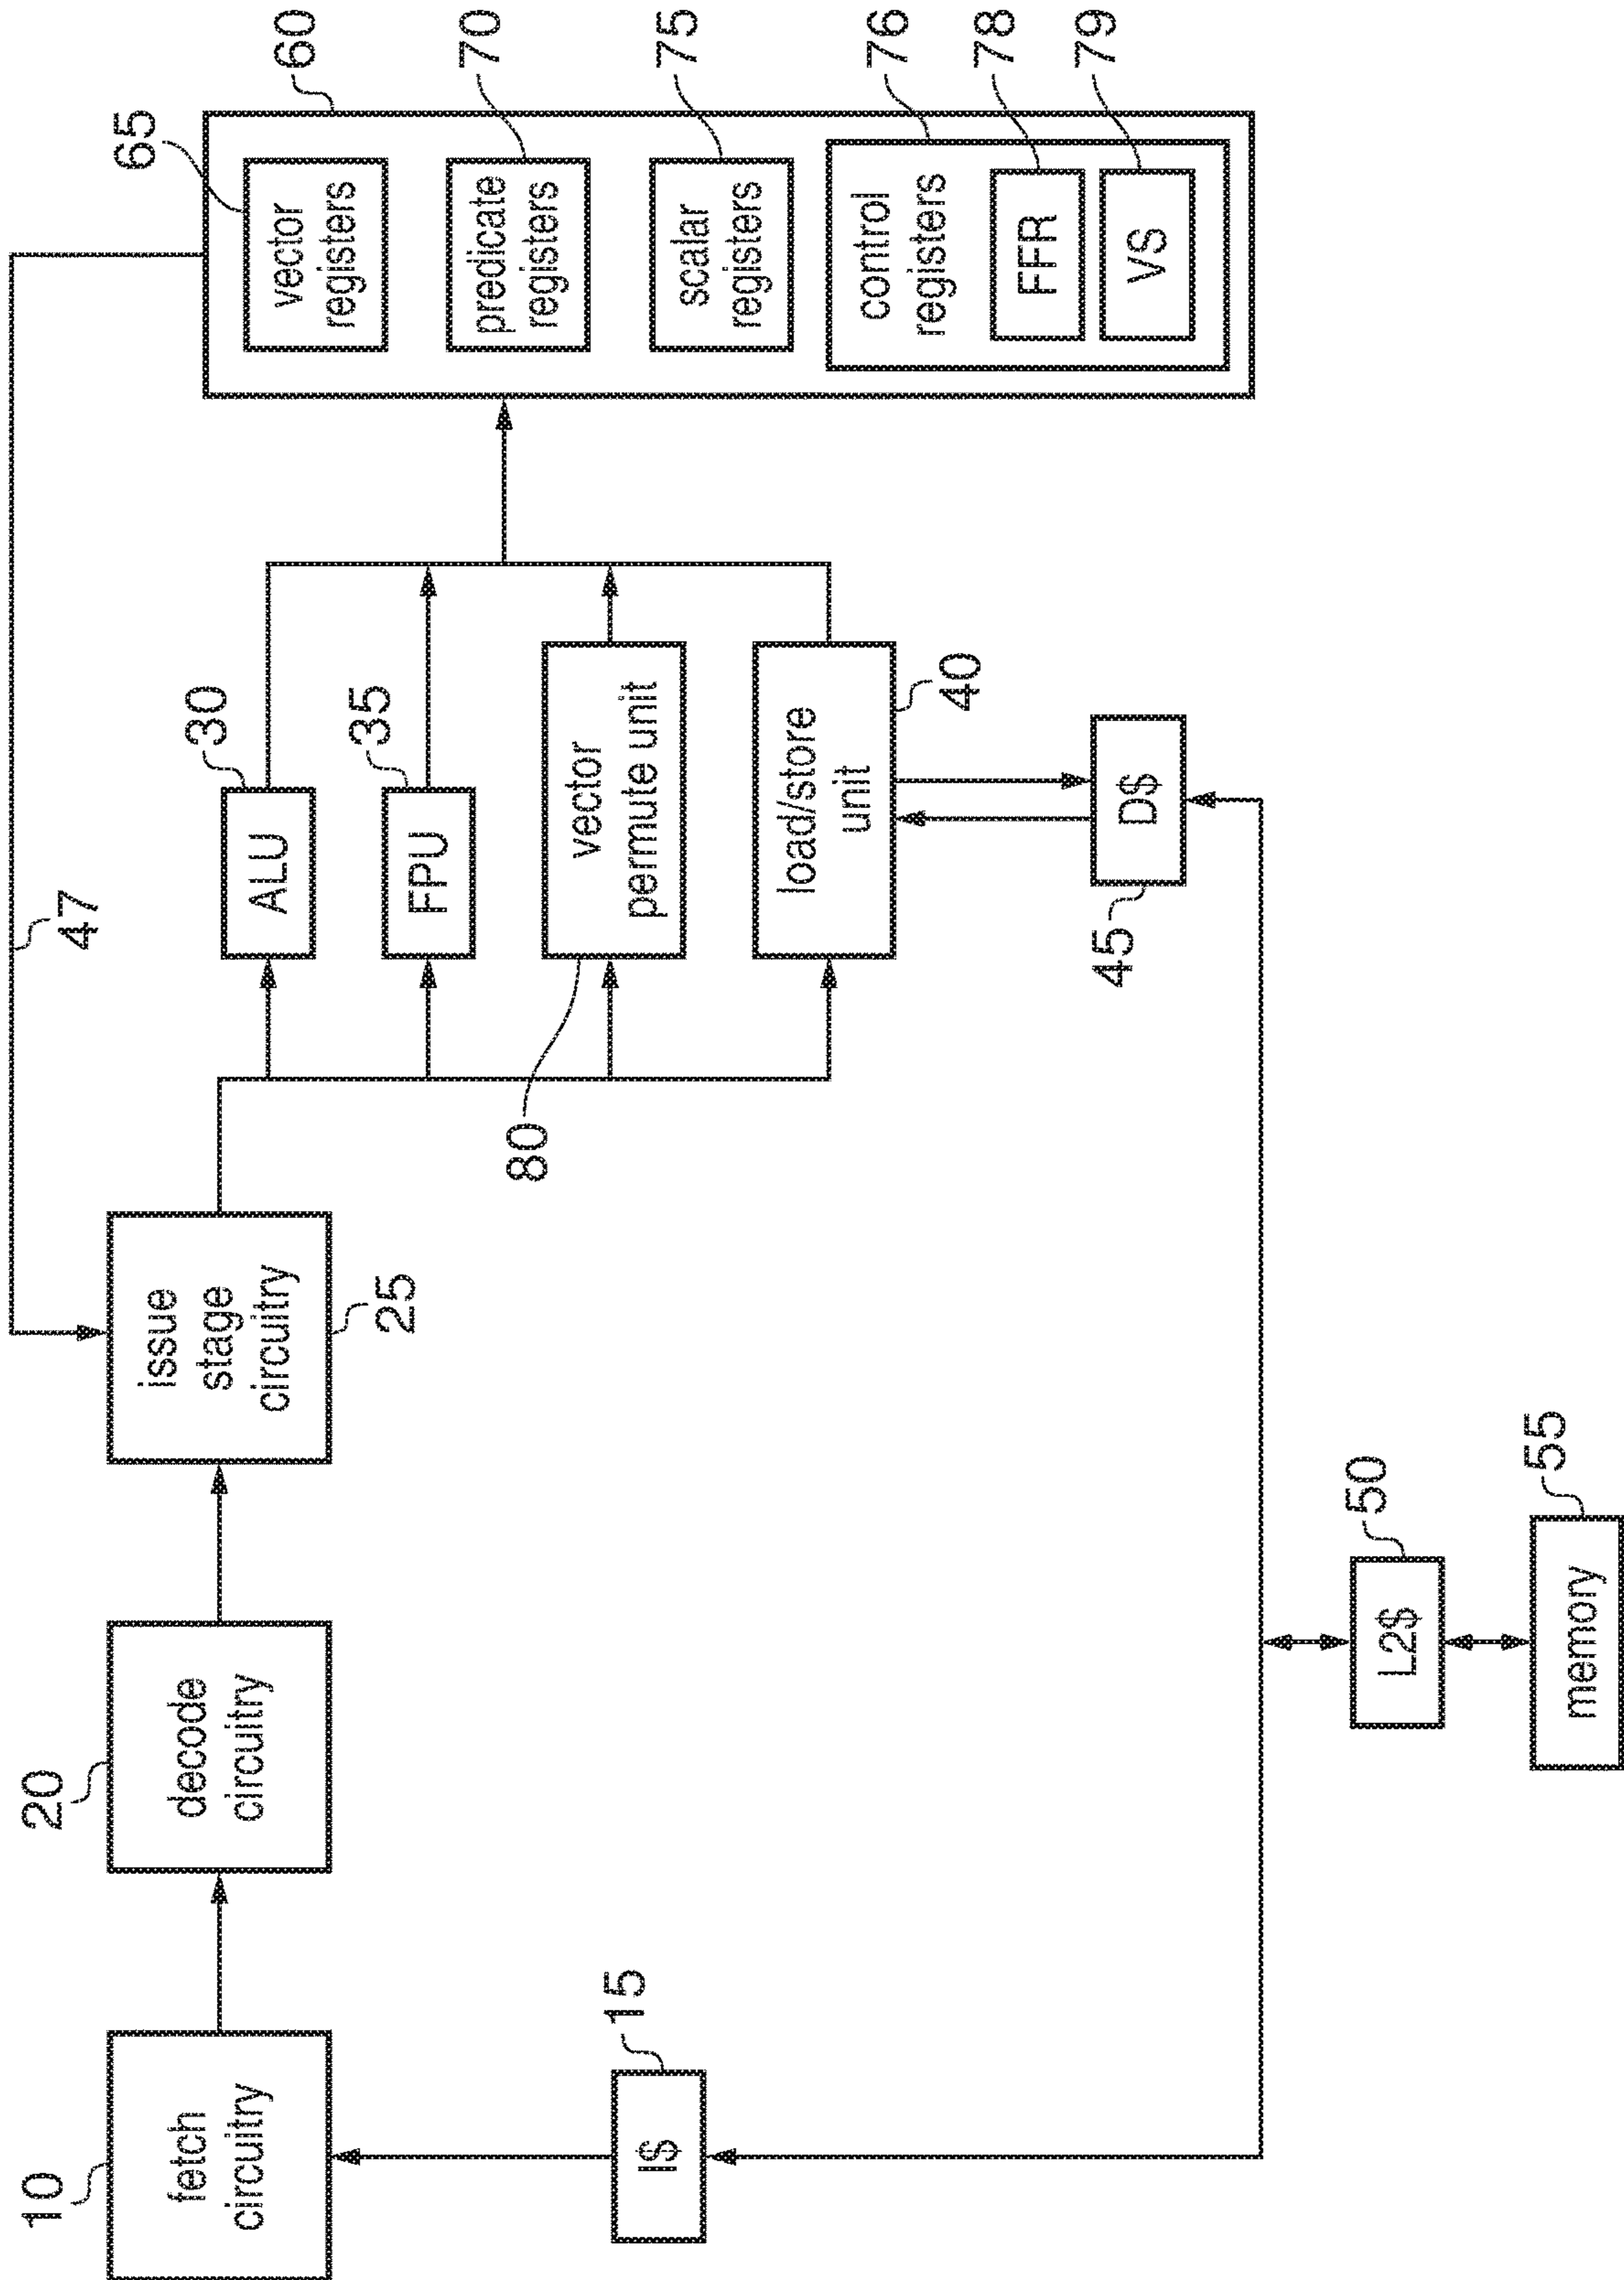 10
fetch
circuitry
20
decode
circuitry
issue
stage
circuitry
25
47
30
ALU
35
FPU
80
vector
permute unit
load/store
unit
40
D$
45
65
60
vector
registers
70
predicate
registers
75
scalar
registers
76
control
registers
78
FFR
79
VS
15
I$
50
L2$
55
memory